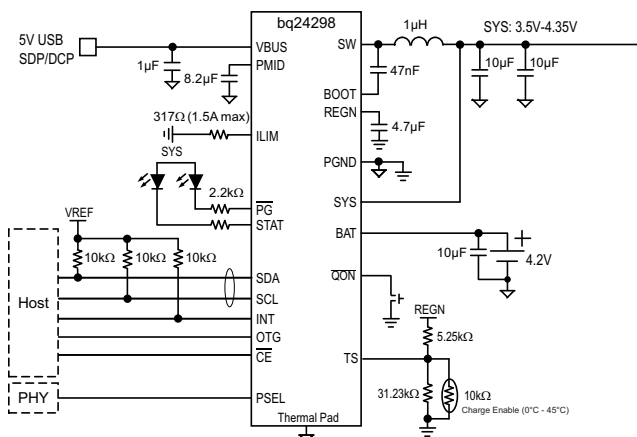 bq24298
5V USB
SDP/DCP
1µF
8.2µF
VBUS
PMID
317Ω (1.5A max)
ILIM
SYS
2.2kΩ
PG
STAT
VREF
10kΩ
10kΩ
10kΩ
Host
SDA
SCL
INT
OTG
CE
PHY
PSEL
Thermal Pad
SW
1µH
SYS: 3.5V-4.35V
10µF
10µF
47nF
BOOT
REGN
4.7µF
PGND
SYS
BAT
10µF
+
4.2V
QON
REGN
5.25kΩ
TS
31.23kΩ
10kΩ
Charge Enable (0°C - 45°C)